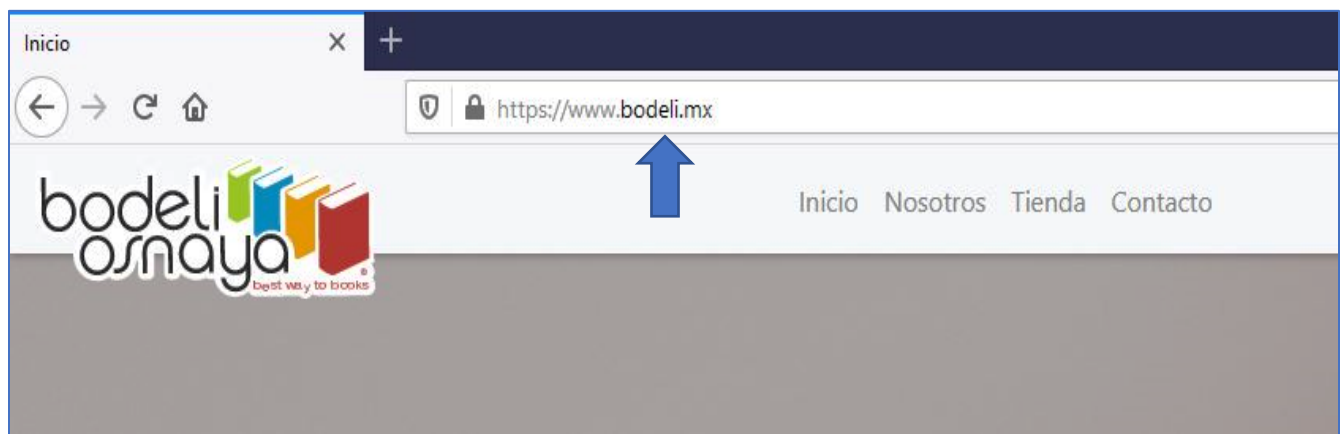 Inicio
https://www.bodeli.mx
bodeli
osnaya
best way to books
Inicio Nosotros Tienda Contacto